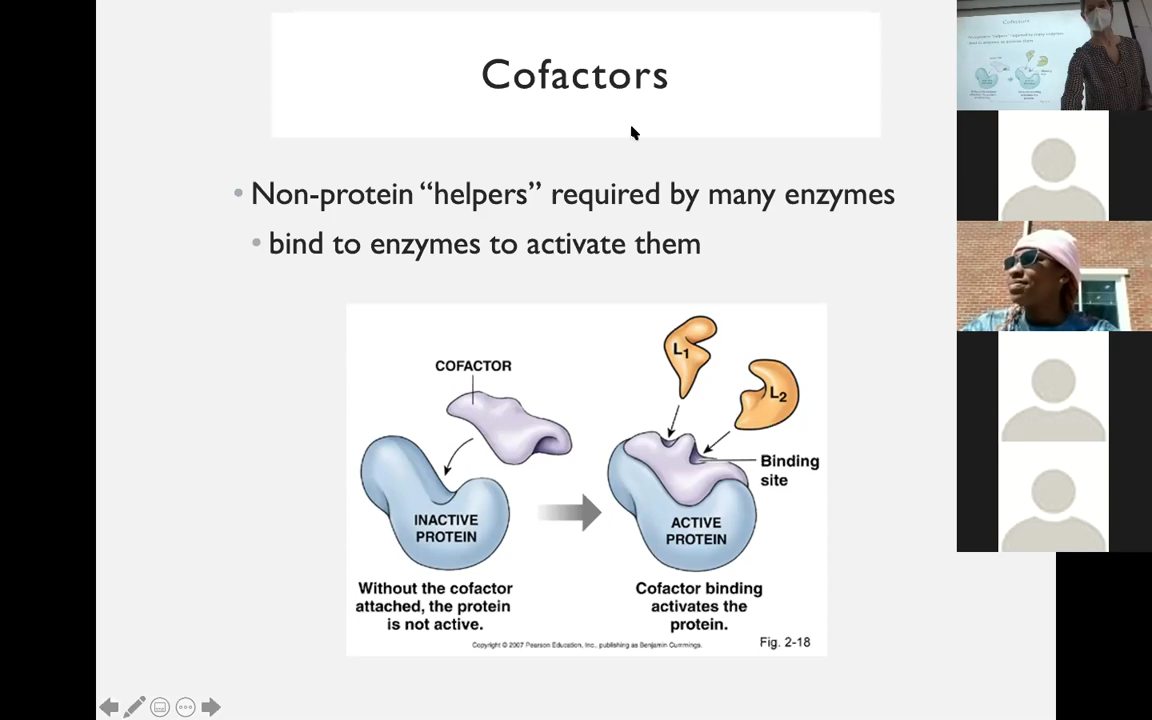 Cofactors
• Non-protein “helpers” required by many enzymes
• bind to enzymes to activate them
COFACTOR
L1
L2
Binding
site
INACTIVE
PROTEIN
ACTIVE
PROTEIN
Without the cofactor
attached, the protein
is not active.
Cofactor binding
activates the
protein.
Copyright © 2007 Pearson Education, Inc., publishing as Benjamin Cummings.
Fig. 2-18
Cofactors